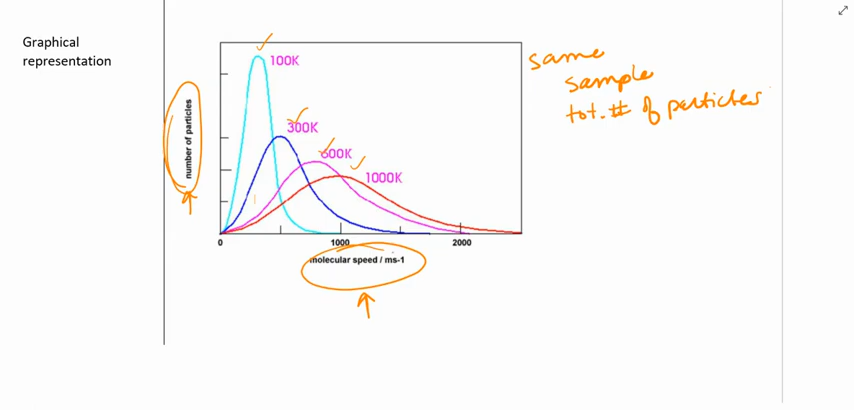 Graphical
representation
number of particles
100K
300K
600K
1000K
0
1000
2000
molecular speed / ms-1
same
sample
tot. # of particles